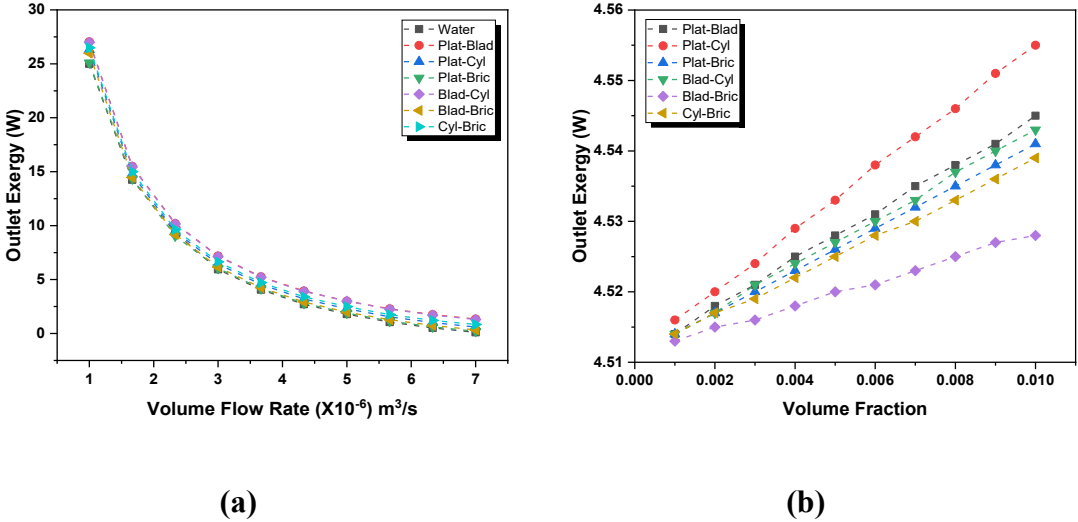 30
25
20
15
10
5
0
Outlet Exergy (W)
1 2 3 4 5 6 7
Volume Flow Rate (X10⁻⁶) m³/s
Water
Plat-Blad
Plat-Cyl
Plat-Bric
Blad-Cyl
Blad-Bric
Cyl-Bric
(a)
4.56
4.55
4.54
4.53
4.52
4.51
Outlet Exergy (W)
0.000 0.002 0.004 0.006 0.008 0.010
Volume Fraction
Plat-Blad
Plat-Cyl
Plat-Bric
Blad-Cyl
Blad-Bric
Cyl-Bric
(b)